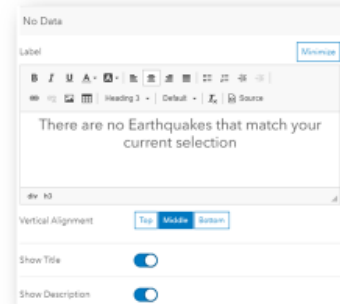 No Data
Label Minimize
B I U A A
Heading 3 Default Ix Source
There are no Earthquakes that match your
current selection
div h3
Vertical Alignment Top Middle Bottom
Show Title
Show Description